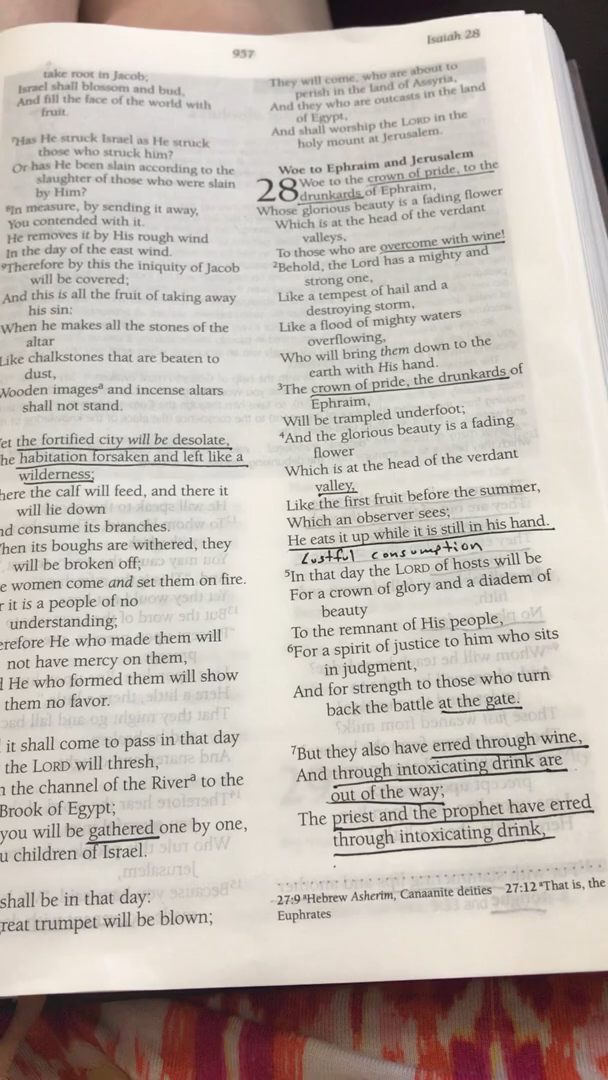 957
Isaiah 28
take root in Jacob;
Israel shall blossom and bud,
And fill the face of the world with
fruit.
7Has He struck Israel as He struck
those who struck him?
Or has He been slain according to the
slaughter of those who were slain
by Him?
8In measure, by sending it away,
You contended with it.
He removes it by His rough wind
In the day of the east wind.
9Therefore by this the iniquity of Jacob
will be covered;
And this is all the fruit of taking away
his sin:
When he makes all the stones of the
altar
Like chalkstones that are beaten to
dust,
Wooden imagesa and incense altars
shall not stand.
et the fortified city will be desolate,
he habitation forsaken and left like a
wilderness;
here the calf will feed, and there it
will lie down
nd consume its branches.
hen its boughs are withered, they
will be broken off;
e women come and set them on fire.
r it is a people of no
understanding;
erefore He who made them will
not have mercy on them,
He who formed them will show
them no favor.
it shall come to pass in that day
the LORD will thresh,
the channel of the Rivera to the
Brook of Egypt;
you will be gathered one by one,
u children of Israel.
shall be in that day:
reat trumpet will be blown;
They will come, who are about to
perish in the land of Assyria,
And they who are outcasts in the land
of Egypt,
And shall worship the LORD in the
holy mount at Jerusalem.
Woe to Ephraim and Jerusalem
28 Woe to the crown of pride, to the
drunkards of Ephraim,
Whose glorious beauty is a fading flower
Which is at the head of the verdant
valleys,
To those who are overcome with wine!
2Behold, the Lord has a mighty and
strong one,
Like a tempest of hail and a
destroying storm,
Like a flood of mighty waters
overflowing,
Who will bring them down to the
earth with His hand.
3The crown of pride, the drunkards of
Ephraim,
Will be trampled underfoot;
4And the glorious beauty is a fading
flower
Which is at the head of the verdant
valley,
Like the first fruit before the summer,
Which an observer sees;
He eats it up while it is still in his hand.
Lustful consumption
5In that day the LORD of hosts will be
For a crown of glory and a diadem of
beauty
To the remnant of His people,
6For a spirit of justice to him who sits
in judgment,
And for strength to those who turn
back the battle at the gate.
7But they also have erred through wine,
And through intoxicating drink are
out of the way;
The priest and the prophet have erred
through intoxicating drink,
27:9 aHebrew Asherim, Canaanite deities 27:12 aThat is, the
Euphrates